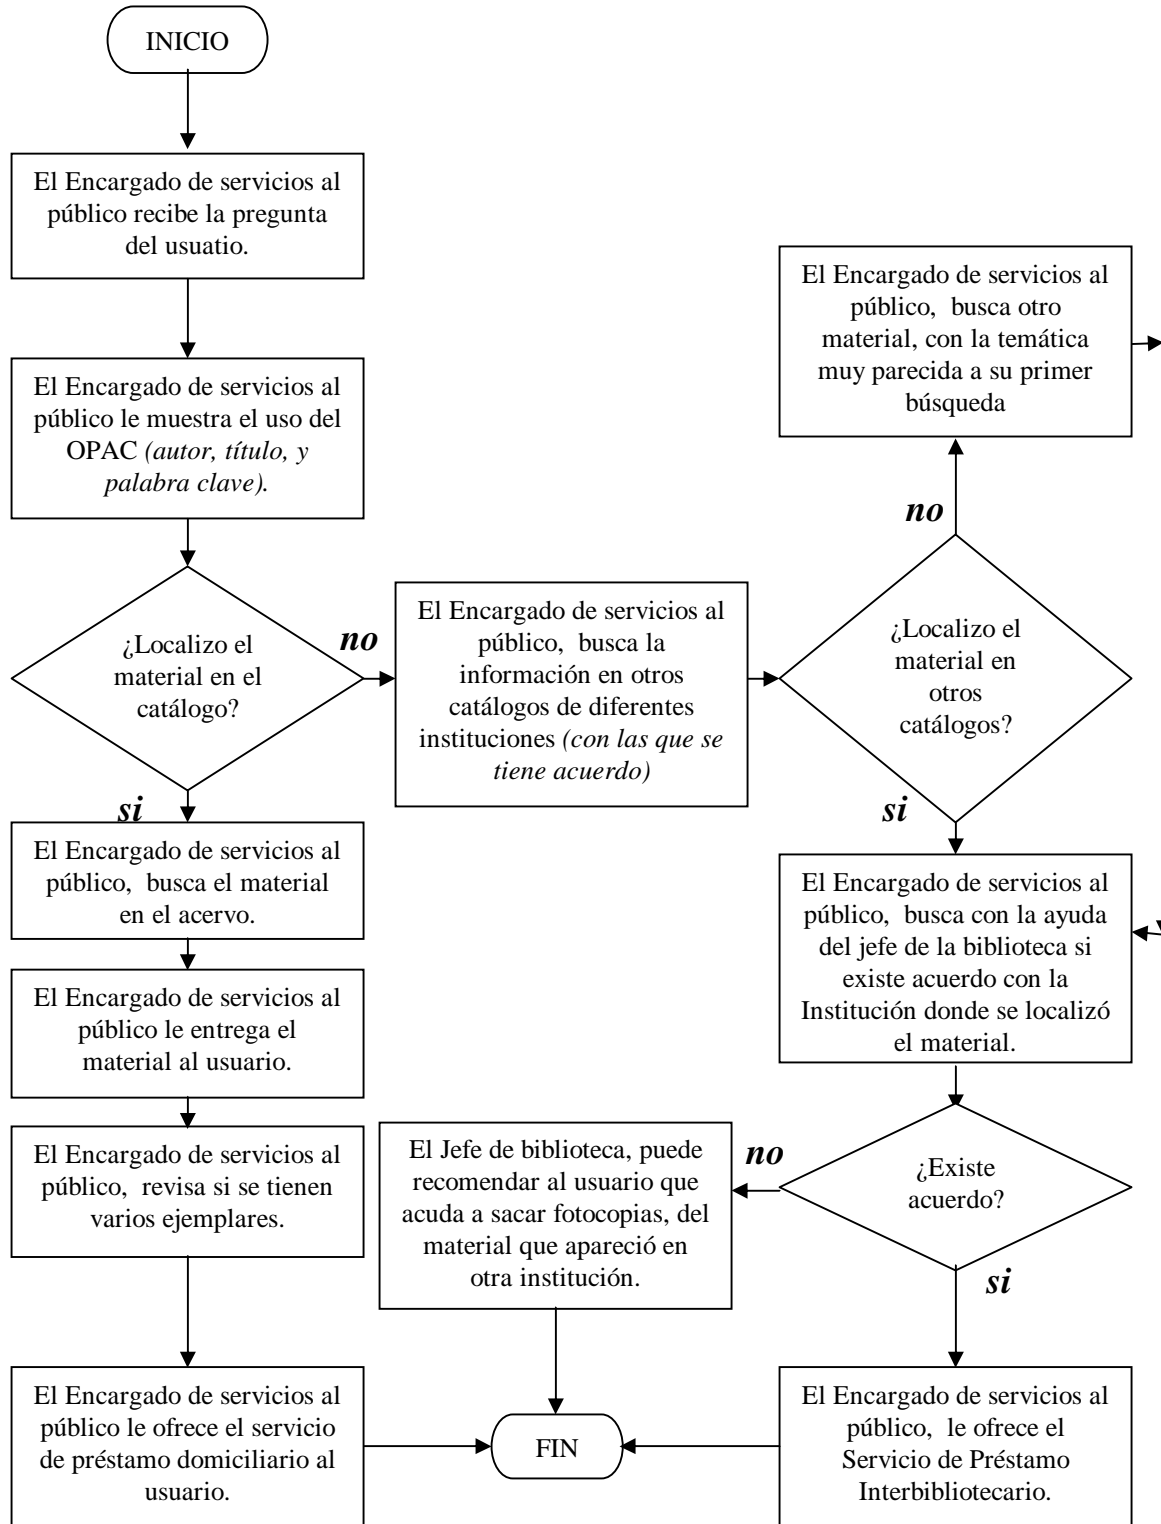 INICIO
El Encargado de servicios al
público recibe la pregunta
del usuatio.
El Encargado de servicios al
público le muestra el uso del
OPAC (autor, título, y
palabra clave).
¿Localizo el
material en el
catálogo?
no
si
El Encargado de servicios al
público, busca la
información en otros
catálogos de diferentes
instituciones (con las que se
tiene acuerdo)
¿Localizo el
material en
otros
catálogos?
no
si
El Encargado de servicios al
público, busca otro
material, con la temática
muy parecida a su primer
búsqueda
El Encargado de servicios al
público, busca el material
en el acervo.
El Encargado de servicios al
público le entrega el
material al usuario.
El Encargado de servicios al
público, revisa si se tienen
varios ejemplares.
El Encargado de servicios al
público le ofrece el servicio
de préstamo domiciliario al
usuario.
El Encargado de servicios al
público, busca con la ayuda
del jefe de la biblioteca si
existe acuerdo con la
Institución donde se localizó
el material.
¿Existe
acuerdo?
no
si
El Jefe de biblioteca, puede
recomendar al usuario que
acuda a sacar fotocopias, del
material que apareció en
otra institución.
El Encargado de servicios al
público, le ofrece el
Servicio de Préstamo
Interbibliotecario.
FIN